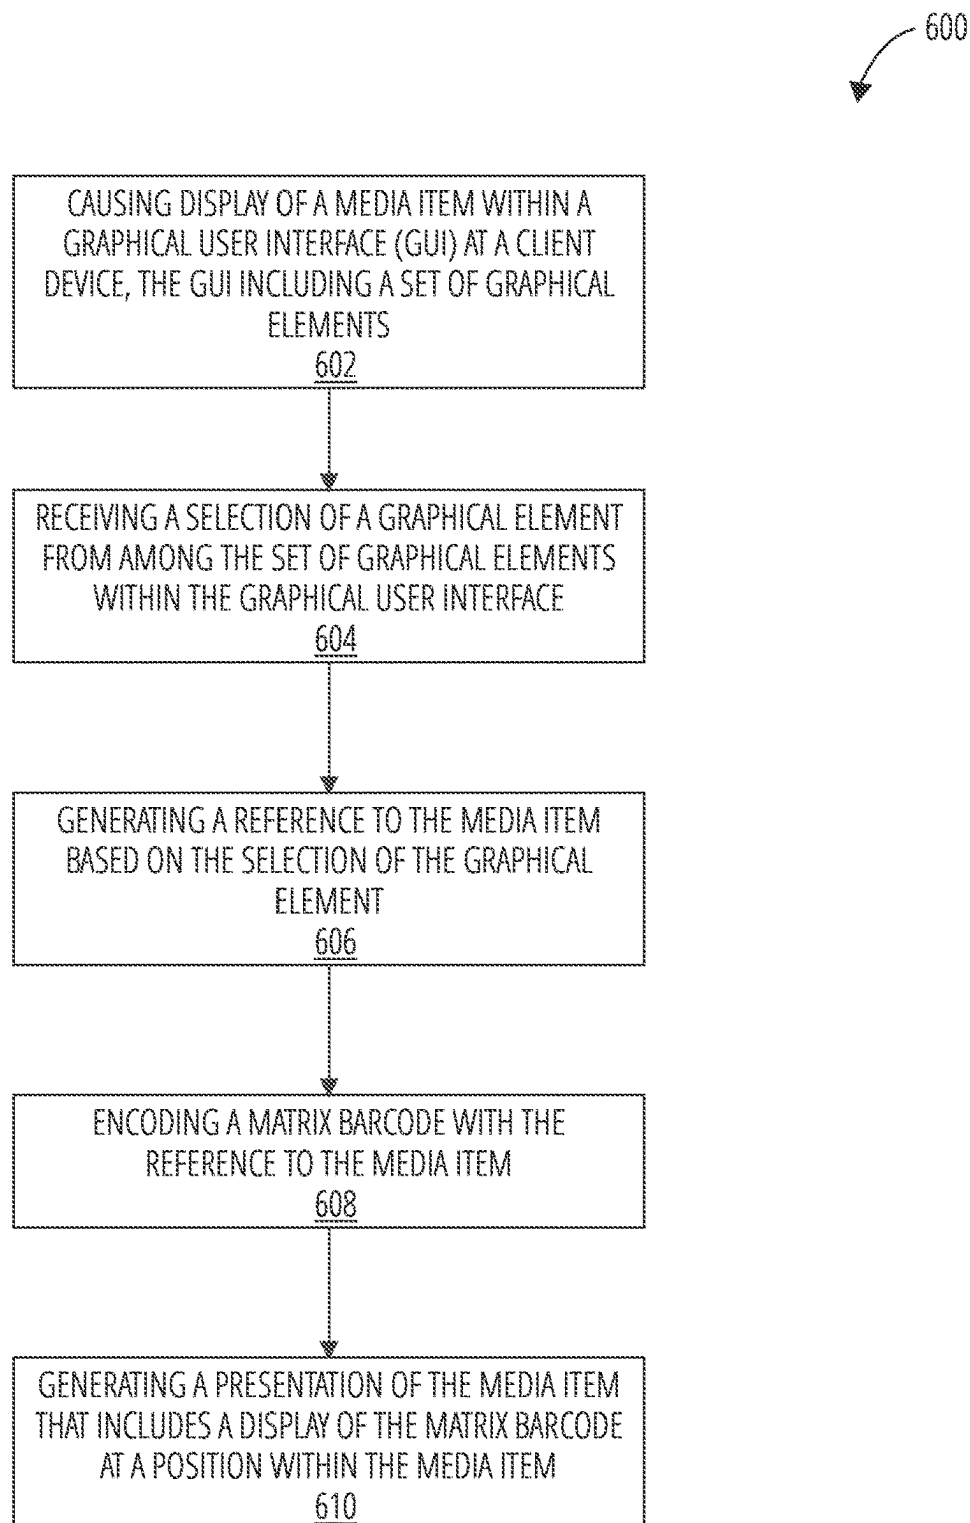 600
CAUSING DISPLAY OF A MEDIA ITEM WITHIN A
GRAPHICAL USER INTERFACE (GUI) AT A CLIENT
DEVICE, THE GUI INCLUDING A SET OF GRAPHICAL
ELEMENTS
602
RECEIVING A SELECTION OF A GRAPHICAL ELEMENT
FROM AMONG THE SET OF GRAPHICAL ELEMENTS
WITHIN THE GRAPHICAL USER INTERFACE
604
GENERATING A REFERENCE TO THE MEDIA ITEM
BASED ON THE SELECTION OF THE GRAPHICAL
ELEMENT
606
ENCODING A MATRIX BARCODE WITH THE
REFERENCE TO THE MEDIA ITEM
608
GENERATING A PRESENTATION OF THE MEDIA ITEM
THAT INCLUDES A DISPLAY OF THE MATRIX BARCODE
AT A POSITION WITHIN THE MEDIA ITEM
610